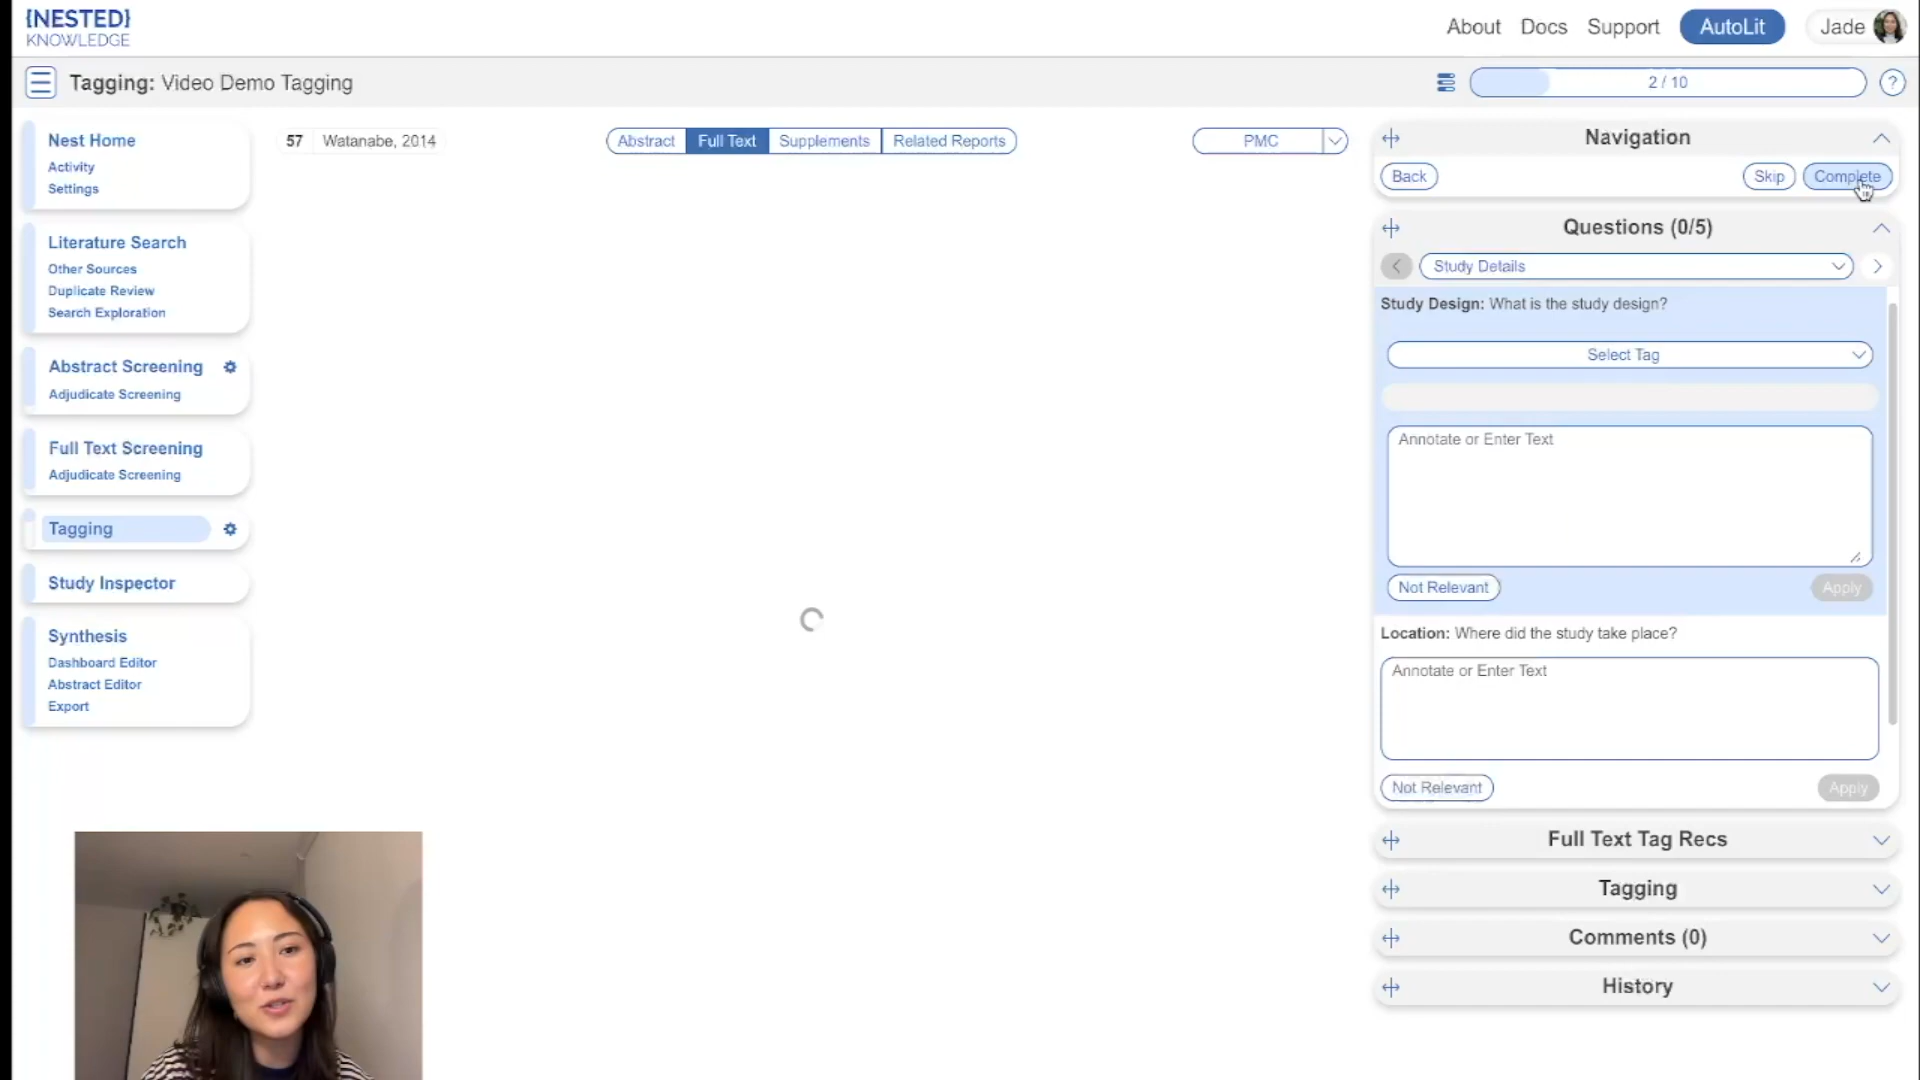 {NESTED}
KNOWLEDGE
About
Docs
Support
AutoLit
Jade
Tagging: Video Demo Tagging
2 / 10
?
Nest Home
Activity
Settings
Literature Search
Other Sources
Duplicate Review
Search Exploration
Abstract Screening
Adjudicate Screening
Full Text Screening
Adjudicate Screening
Tagging
Study Inspector
Synthesis
Dashboard Editor
Abstract Editor
Export
57
Watanabe, 2014
Abstract
Full Text
Supplements
Related Reports
PMC
Navigation
Back
Skip
Complete
Questions (0/5)
Study Details
Study Design: What is the study design?
Select Tag
Annotate or Enter Text
Not Relevant
Apply
Location: Where did the study take place?
Annotate or Enter Text
Not Relevant
Apply
Full Text Tag Recs
Tagging
Comments (0)
History